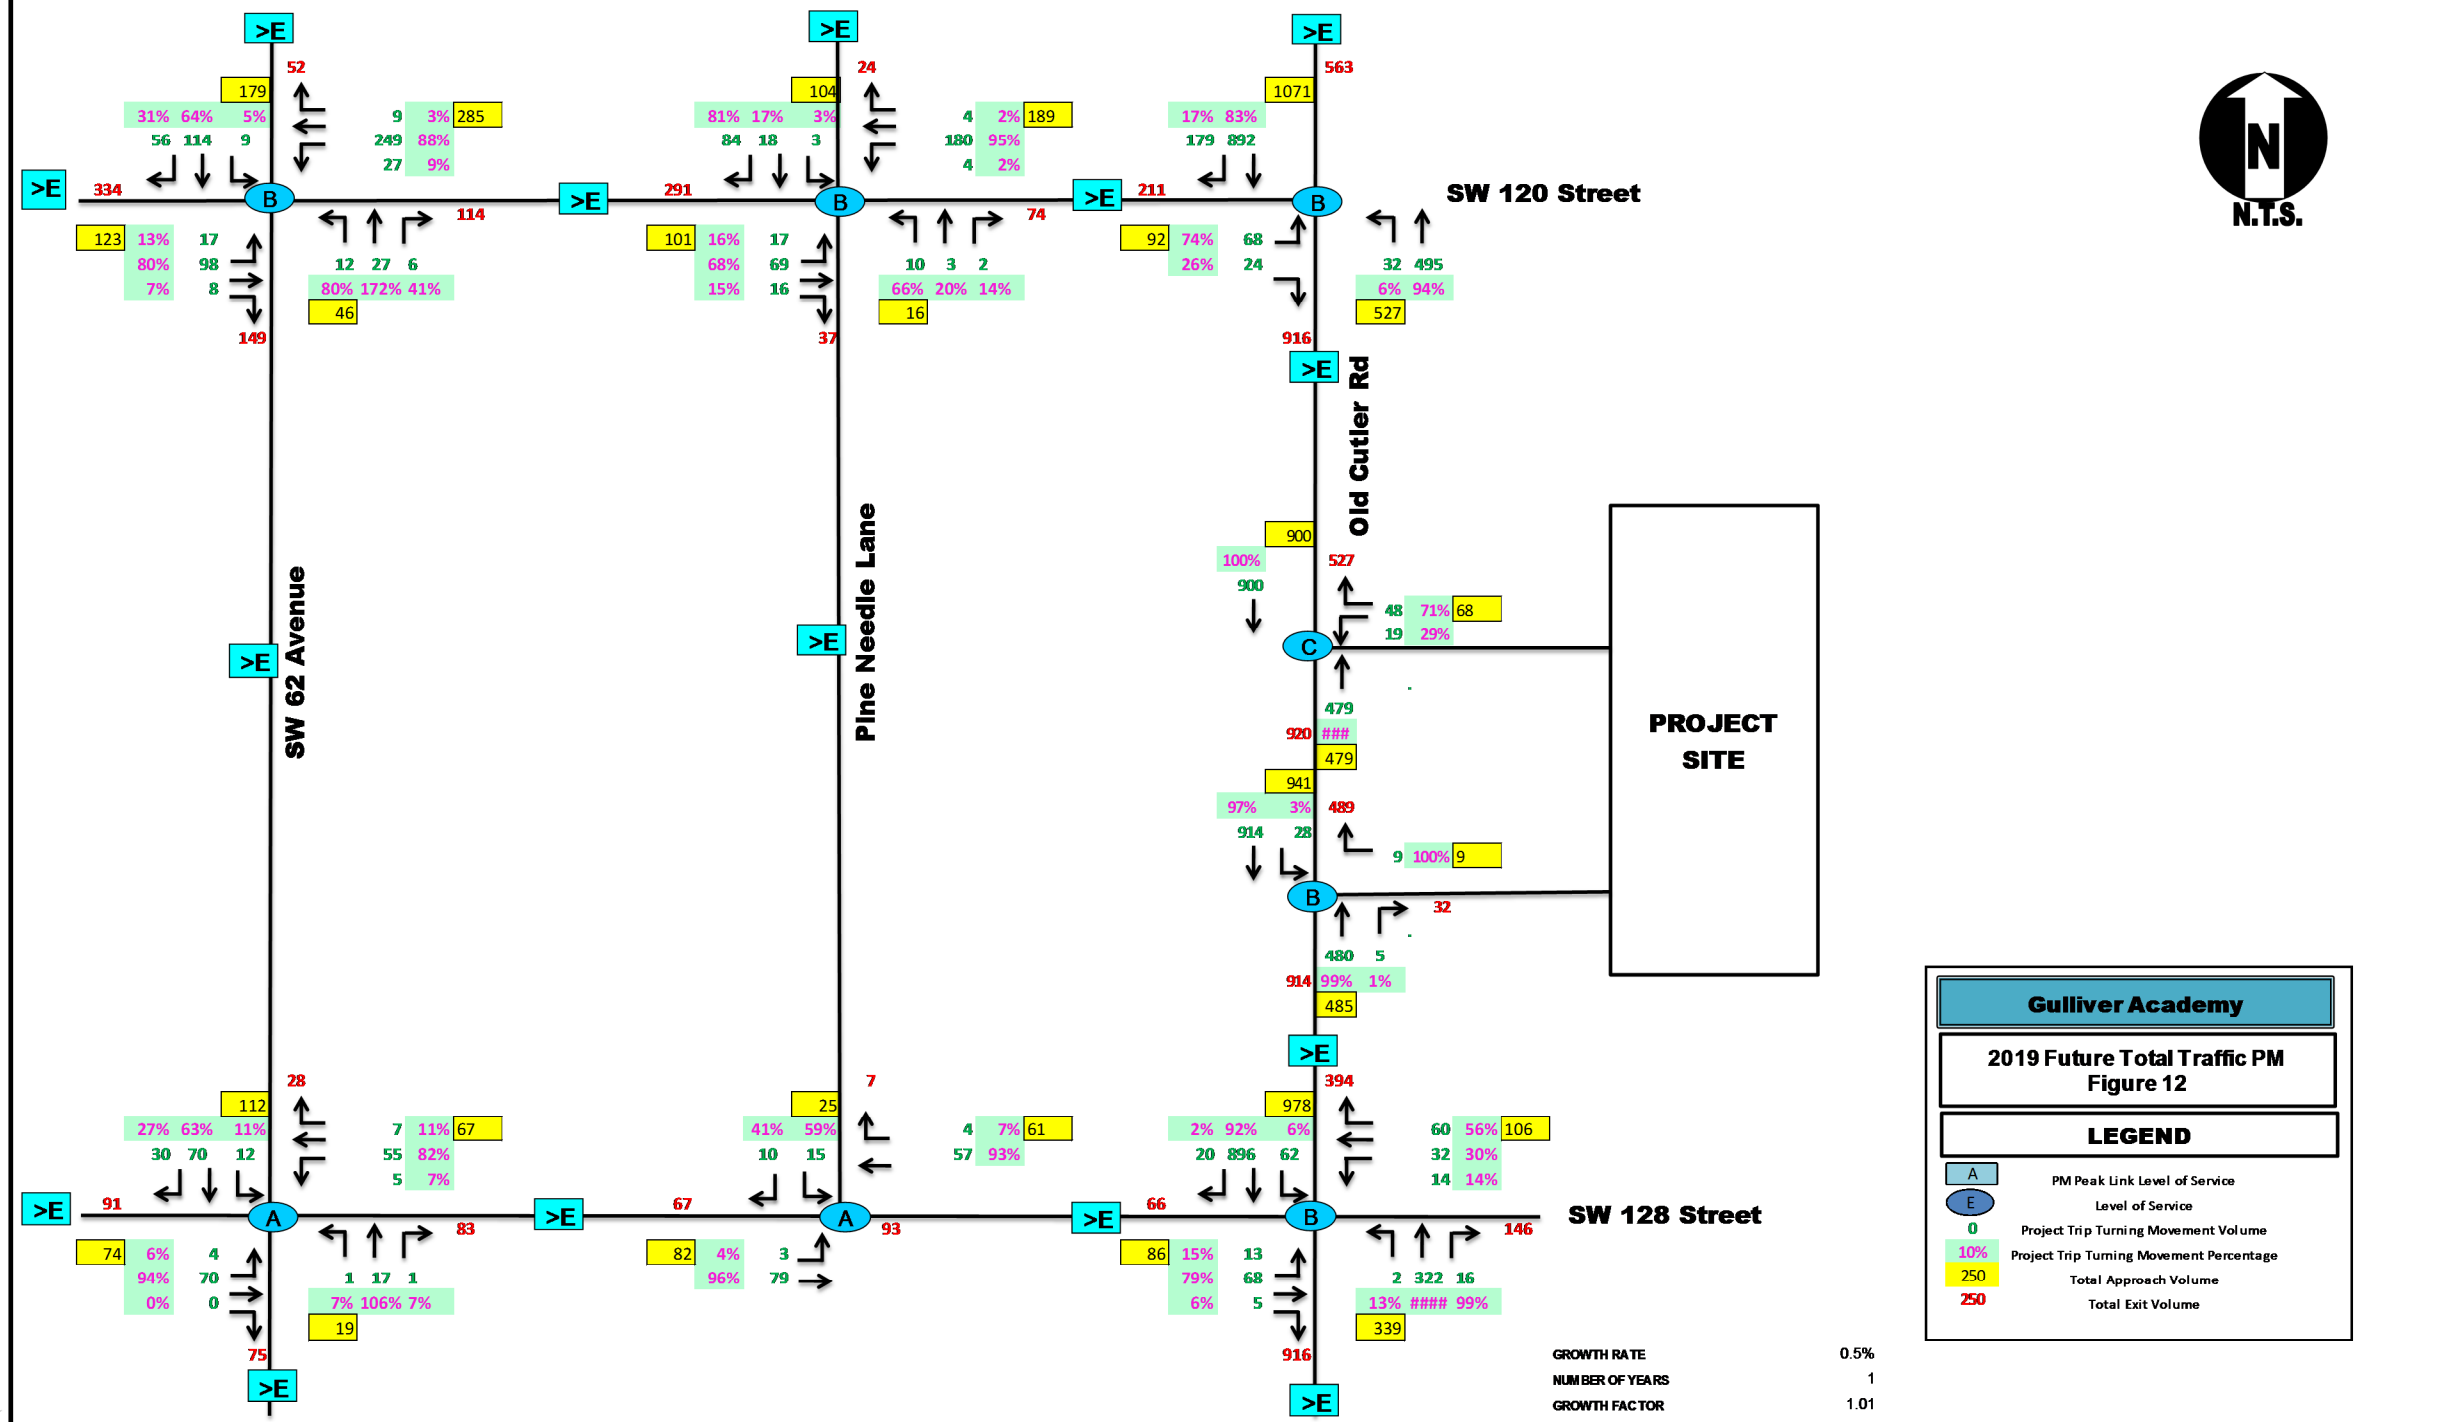 >E >E >E
52 24 563
179 104 1071
31% 64% 5% 9 3% 285 81% 17% 3% 4 2% 189 17% 83%
56 114 9 249 88% 84 18 3 180 95% 179 892
27 9% 4 2%
N
>E 334 B >E 291 B >E 211 B SW 120 Street
114 74 N.T.S.
123 13% 17 101 16% 17 92 74% 68
80% 98 12 27 6 68% 69 10 3 2 26% 24 32 495
7% 8 80% 172% 41% 15% 16 66% 20% 14% 6% 94%
46 16 527
149 37 916
>E
Old Cutler Rd
900
100% 527
900
48 71% 68
19 29%
C
SW 62 Avenue
>E
Pine Needle Lane
>E
479
920 ###
479
PROJECT
SITE
941
97% 3% 489
914 28
9 100% 9
B
32
480 5
914 99% 1%
485
>E
28 7 394
112 25 978
27% 63% 11% 7 11% 67 41% 59% 4 7% 61 2% 92% 6% 60 56% 106
30 70 12 55 82% 10 15 57 93% 20 896 62 32 30%
5 7% 14 14%
>E 91 A >E 67 A >E 66 B SW 128 Street
83 93 146
74 6% 4 82 4% 3 86 15% 13
94% 70 1 17 1 96% 79 79% 68 2 322 16
0% 0 7% 106% 7% 6% 5 13% #### 99%
19 339
75 916
>E >E
GROWTH RATE 0.5%
NUMBER OF YEARS 1
GROWTH FACTOR 1.01
Gulliver Academy
2019 Future Total Traffic PM
Figure 12
LEGEND
A PM Peak Link Level of Service
E Level of Service
0 Project Trip Turning Movement Volume
10% Project Trip Turning Movement Percentage
250 Total Approach Volume
250 Total Exit Volume